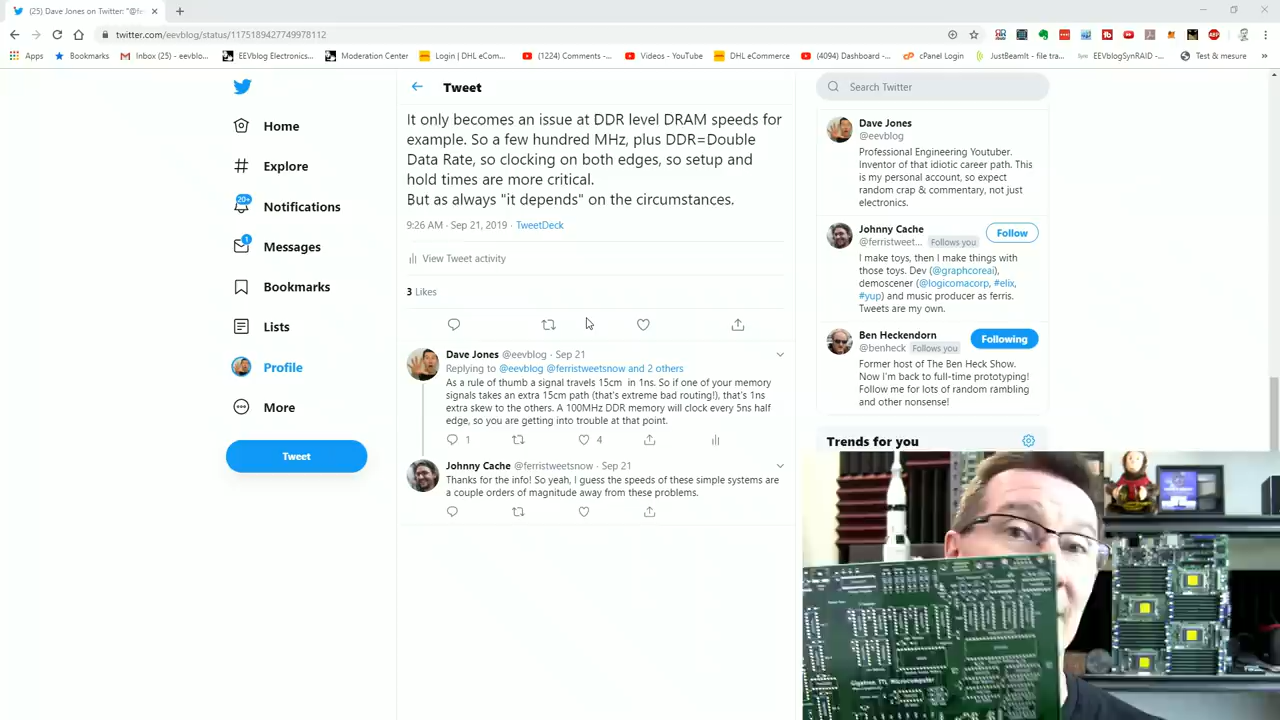 (25) Dave Jones on Twitter: "@fe
twitter.com/eevblog/status/1175189427749978112
Apps
Bookmarks
Inbox (25) - eevblo...
EEVblog Electronics...
Moderation Center
Login | DHL eCom...
(1224) Comments -...
Videos - YouTube
DHL eCommerce
(4094) Dashboard -...
cPanel Login
JustBeamIt - file tra...
EEVblogSynRAID -...
Test & mesure
Home
Explore
20+
Notifications
1
Messages
Bookmarks
Lists
Profile
More
Tweet
Tweet
It only becomes an issue at DDR level DRAM speeds for
example. So a few hundred MHz, plus DDR=Double
Data Rate, so clocking on both edges, so setup and
hold times are more critical.
But as always "it depends" on the circumstances.
9:26 AM · Sep 21, 2019 · TweetDeck
View Tweet activity
3 Likes
Dave Jones @eevblog · Sep 21
Replying to @eevblog @ferristweetsnow and 2 others
As a rule of thumb a signal travels 15cm in 1ns. So if one of your memory
signals takes an extra 15cm path (that's extreme bad routing!), that's 1ns
extra skew to the others. A 100MHz DDR memory will clock every 5ns half
edge, so you are getting into trouble at that point.
1
4
Johnny Cache @ferristweetsnow · Sep 21
Thanks for the info! So yeah, I guess the speeds of these simple systems are
a couple orders of magnitude away from these problems.
Search Twitter
Dave Jones
@eevblog
Professional Engineering Youtuber.
Inventor of that idiotic career path. This
is my personal account, so expect
random crap & commentary, not just
electronics.
Johnny Cache
@ferristweet... Follows you
Follow
I make toys, then I make things with
those toys. Dev (@graphcoreai),
demoscener
(@logicomacorp, #elix,
#yup) and music producer as ferris.
Tweets are my own.
Ben Heckendorn
@benheck Follows you
Following
Former host of The Ben Heck Show.
Now I'm back to full-time prototyping!
Follow me for lots of random rambling
and other nonsense!
Trends for you
Gigatron TTL Microcomputer